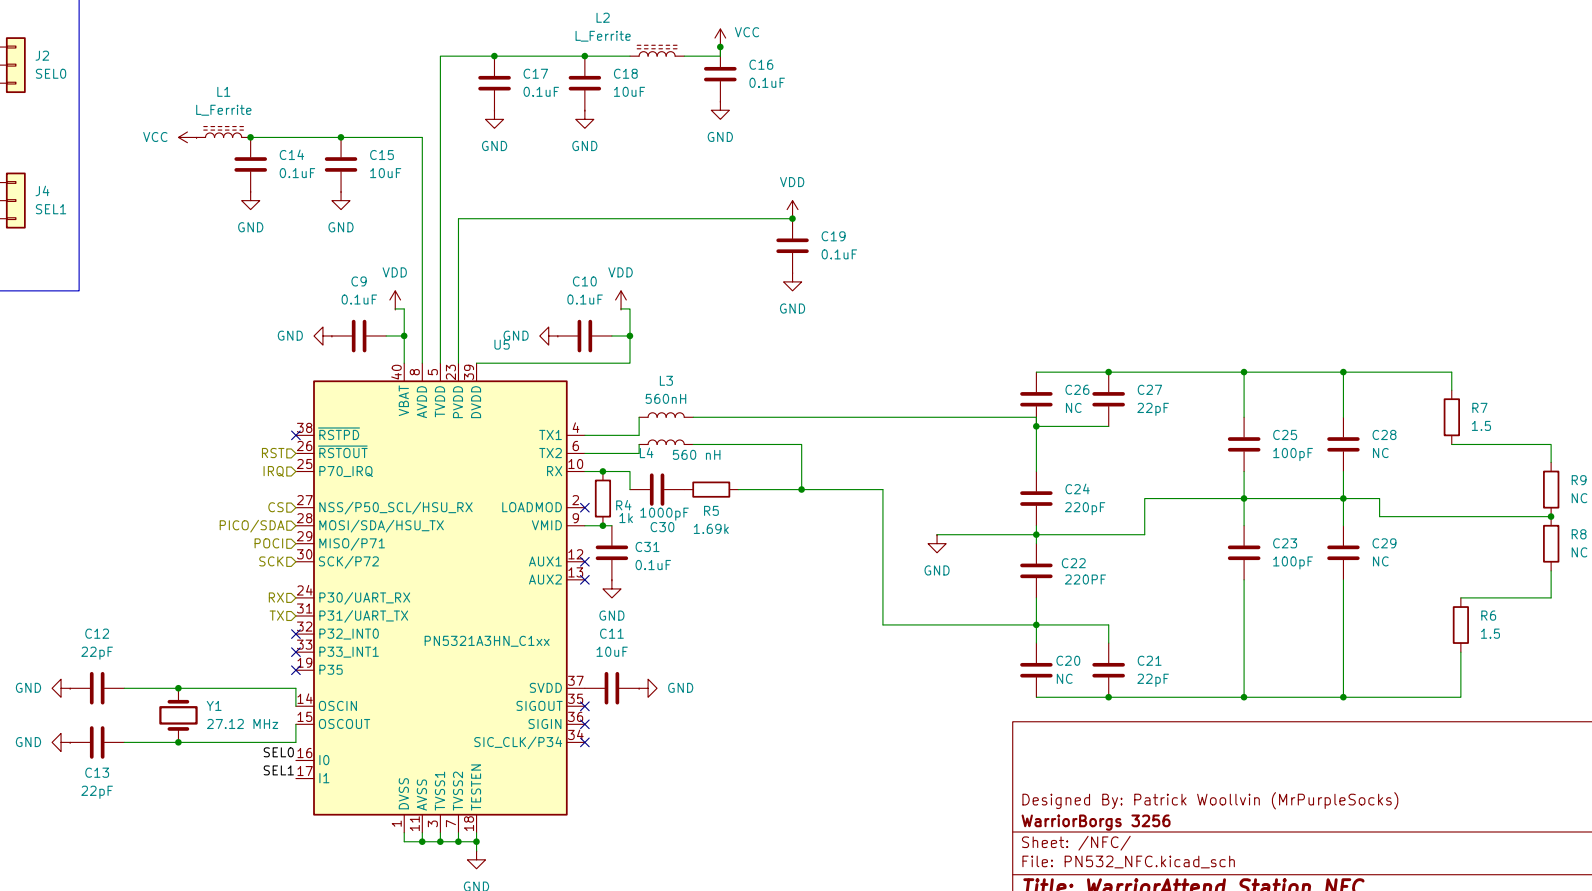 J2
SEL0
J4
SEL1
L2
L_Ferrite
VCC
C17
0.1uF
C18
10uF
C16
0.1uF
GND
GND
GND
L1
L_Ferrite
VCC
C14
0.1uF
C15
10uF
GND
GND
VDD
C19
0.1uF
GND
C9
0.1uF
VDD
GND
C10
0.1uF
VDD
GND
U5
40
8
5
23
39
VBAT
AVDD
TVDD
PVDD
DVDD
38
RSTPD
RST
26
RSTOUT
IRQ
25
P70_IRQ
CS
27
NSS/P50_SCL/HSU_RX
PICO/SDA
28
MOSI/SDA/HSU_TX
POCI
29
MISO/P71
SCK
30
SCK/P72
RX
24
P30/UART_RX
TX
31
P31/UART_TX
32
P32_INT0
33
P33_INT1
19
P35
14
OSCIN
15
OSCOUT
SEL0
16
I0
SEL1
17
I1
PN5321A3HN_C1xx
TX1
4
TX2
6
RX
10
LOADMOD
2
VMID
9
AUX1
12
AUX2
13
SVDD
37
SIGOUT
35
SIGIN
36
SIC_CLK/P34
34
DVSS
AVSS
TVSS1
TVSS2
TESTEN
1
11
3
7
18
GND
C12
22pF
GND
Y1
27.12 MHz
GND
C13
22pF
L3
560nH
L4
560 nH
R4
1k
1000pF
C30
R5
1.69k
C31
0.1uF
GND
C11
10uF
GND
C26
NC
C27
22pF
C24
220pF
GND
C22
220PF
C20
NC
C21
22pF
C25
100pF
C28
NC
C23
100pF
C29
NC
R7
1.5
R9
NC
R8
NC
R6
1.5
Designed By: Patrick Woollvin (MrPurpleSocks)
WarriorBorgs 3256
Sheet: /NFC/
File: PN532_NFC.kicad_sch
Title: WarriorAttend Station NFC